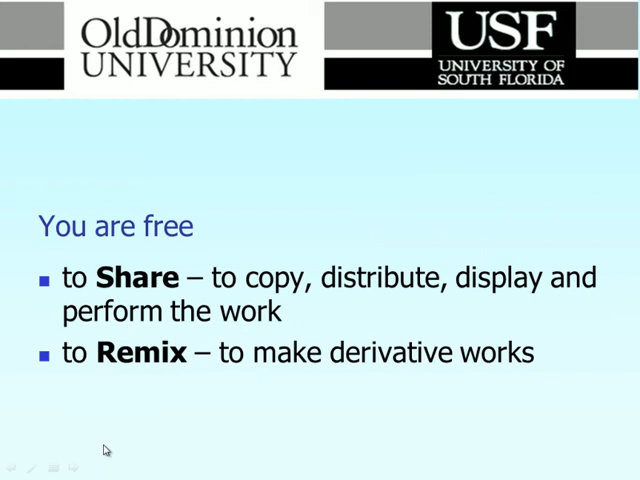 OldDominion
UNIVERSITY
USF
UNIVERSITY OF
SOUTH FLORIDA
You are free
to Share – to copy, distribute, display and
perform the work
to Remix – to make derivative works